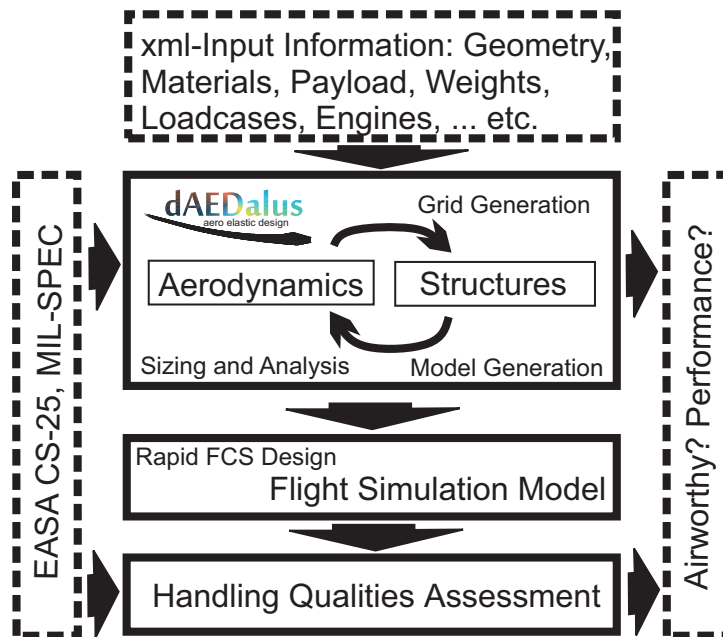 xml-Input Information: Geometry,
Materials, Payload, Weights,
Loadcases, Engines, ... etc.
EASA CS-25, MIL-SPEC
dAEDalus
aero elastic design
Grid Generation
Aerodynamics
Structures
Sizing and Analysis
Model Generation
Airworthy? Performance?
Rapid FCS Design
Flight Simulation Model
Handling Qualities Assessment